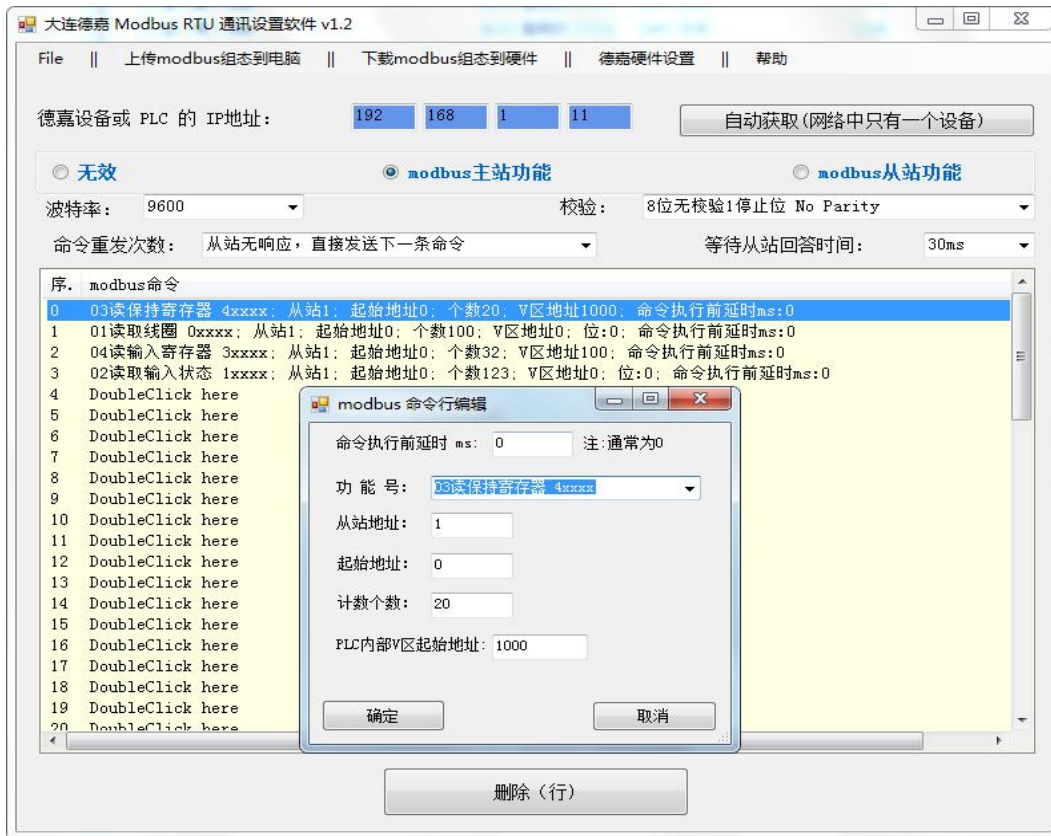 大连德嘉 Modbus RTU 通讯设置软件 v1.2
File || 上传modbus组态到电脑 || 下载modbus组态到硬件 || 德嘉硬件设置 || 帮助
德嘉设备或 PLC 的 IP地址: 192 168 1 11 自动获取(网络中只有一个设备)
无效 modbus主站功能 modbus从站功能
波特率: 9600 校验: 8位无校验1停止位 No Parity
命令重发次数: 从站无响应，直接发送下一条命令 等待从站回答时间: 30ms
序. modbus命令
0 03读保持寄存器 4xxxx; 从站1; 起始地址0; 个数20; V区地址1000; 命令执行前延时ms:0
1 01读取线圈 0xxxx; 从站1; 起始地址0; 个数100; V区地址0; 位:0; 命令执行前延时ms:0
2 04读输入寄存器 3xxxx; 从站1; 起始地址0; 个数32; V区地址100; 命令执行前延时ms:0
3 02读取输入状态 1xxxx; 从站1; 起始地址0; 个数123; V区地址0; 位:0; 命令执行前延时ms:0
4 DoubleClick here
5 DoubleClick here
6 DoubleClick here
7 DoubleClick here
8 DoubleClick here
9 DoubleClick here
10 DoubleClick here
11 DoubleClick here
12 DoubleClick here
13 DoubleClick here
14 DoubleClick here
15 DoubleClick here
16 DoubleClick here
17 DoubleClick here
18 DoubleClick here
19 DoubleClick here
20 DoubleClick here
modbus 命令行编辑
命令执行前延时 ms: 0 注:通常为0
功 能 号: 03读保持寄存器 4xxxx
从站地址: 1
起始地址: 0
计数个数: 20
PLC内部V区起始地址: 1000
确定 取消
删除（行）